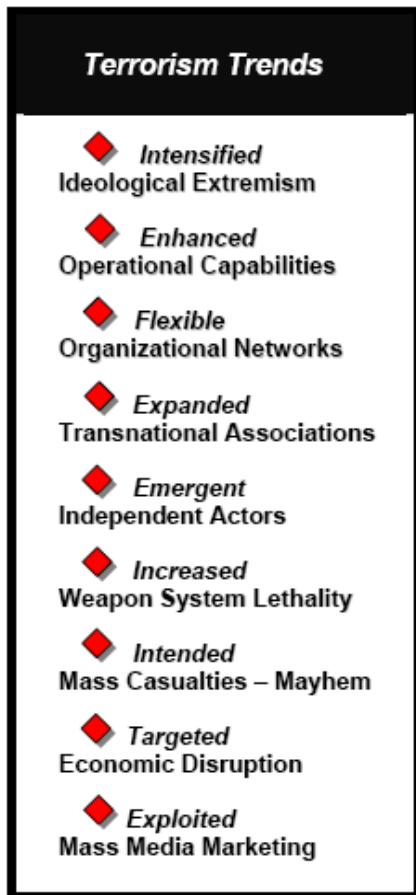 Terrorism Trends
Intensified
Ideological Extremism
Enhanced
Operational Capabilities
Flexible
Organizational Networks
Expanded
Transnational Associations
Emergent
Independent Actors
Increased
Weapon System Lethality
Intended
Mass Casualties – Mayhem
Targeted
Economic Disruption
Exploited
Mass Media Marketing